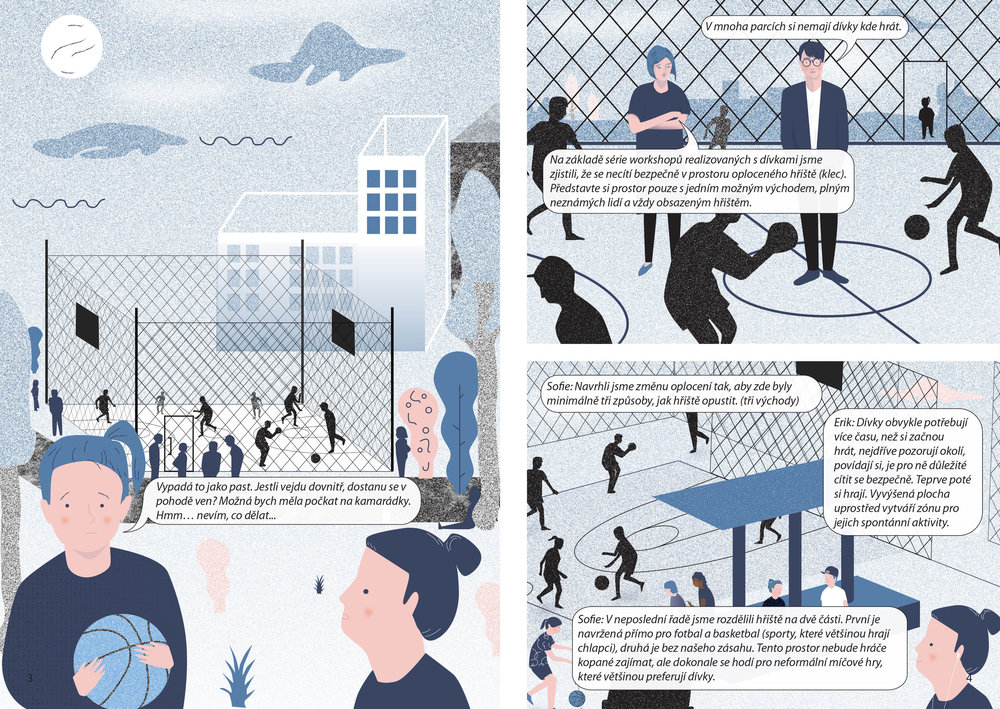 Vypadá to jako past. Jestli vejdu dovnitř, dostanu se v
pohodě ven? Možná bych měla počkat na kamarádky.
Hmm… nevím, co dělat...
3
V mnoha parcích si nemají dívky kde hrát.
Na základě série workshopů realizovaných s dívkami jsme
zjistili, že se necítí bezpečně v prostoru oploceného hřiště (klec).
Představte si prostor pouze s jedním možným východem, plným
neznámých lidí a vždy obsazeným hřištěm.
Sofie: Navrhli jsme změnu oplocení tak, aby zde byly
minimálně tři způsoby, jak hřiště opustit. (tři východy)
Erik: Dívky obvykle potřebují
více času, než si začnou
hrát, nejdříve pozorují okolí,
povídají si, je pro ně důležité
cítit se bezpečně. Teprve poté
si hrají. Vyvýšená plocha
uprostřed vytváří zónu pro
jejich spontánní aktivity.
Sofie: V neposlední řadě jsme rozdělili hřiště na dvě části. První je
navržená přímo pro fotbal a basketbal (sporty, které většinou hrají
chlapci), druhá je bez našeho zásahu. Tento prostor nebude hráče
kopané zajímat, ale dokonale se hodí pro neformální míčové hry,
které většinou preferují dívky.
4